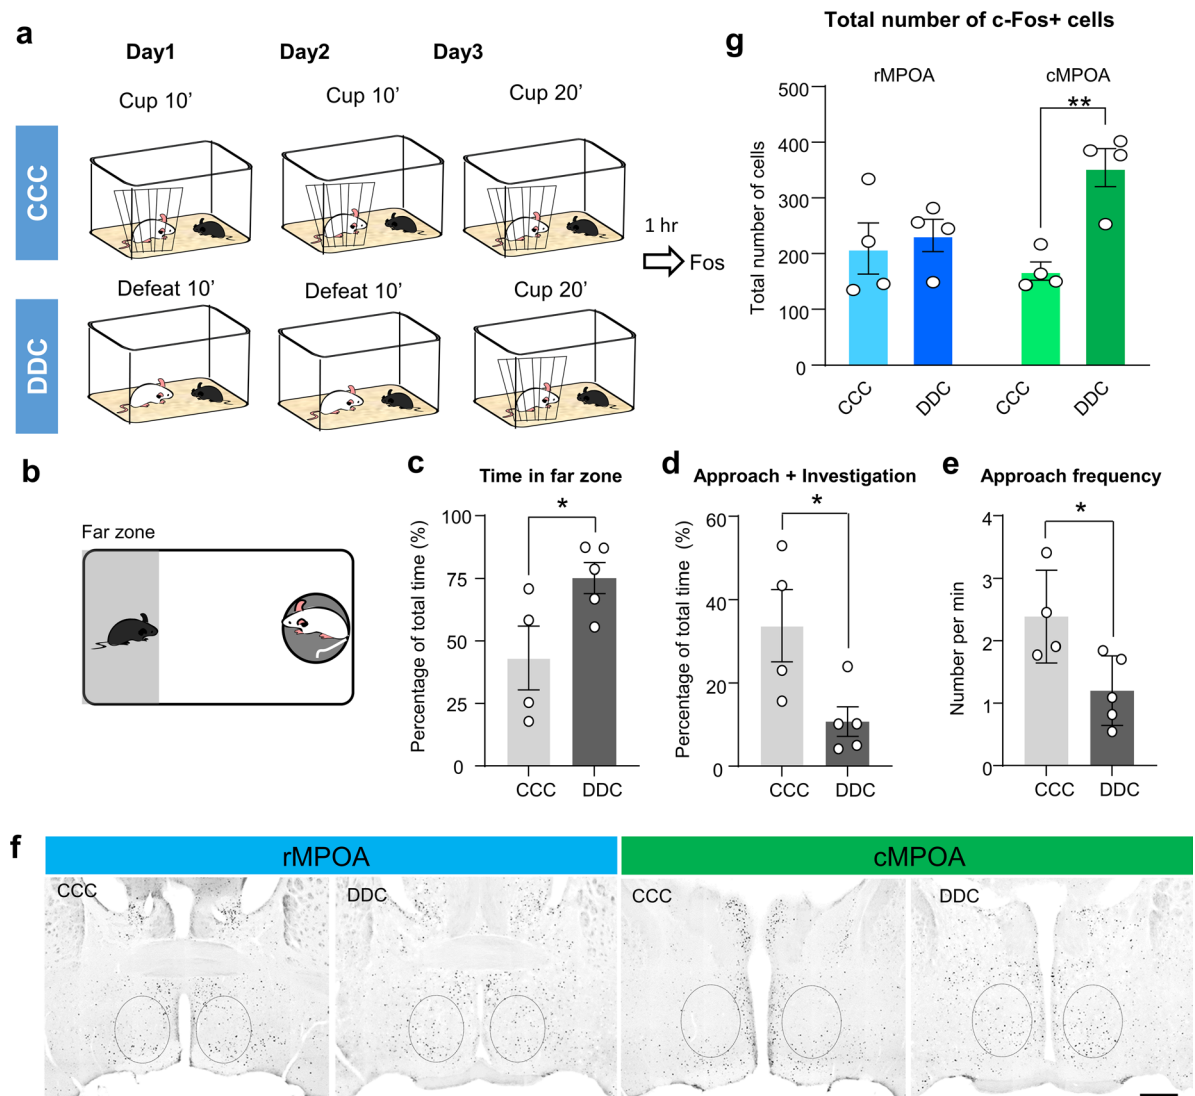 a
Day1 Day2 Day3
Cup 10’ Cup 10’ Cup 20’
CCC
1 hr
Fos
Defeat 10’ Defeat 10’ Cup 20’
DDC
g
Total number of c-Fos+ cells
rMPOA cMPOA
**
Total number of cells
500
400
300
200
100
0
CCC DDC CCC DDC
b
Far zone
c
Time in far zone
*
Percentage of total time (%)
100
75
50
25
0
CCC DDC
d
Approach + Investigation
*
Percentage of total time (%)
60
40
20
0
CCC DDC
e
Approach frequency
*
Number per min
4
3
2
1
0
CCC DDC
f
rMPOA cMPOA
CCC DDC CCC DDC